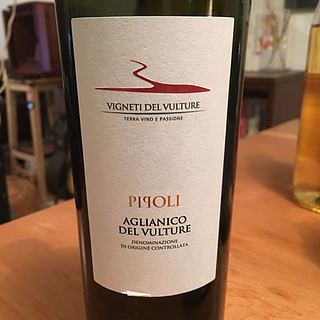 VIGNETI DEL VULTURE
TERRA VINO E PASSIONE
PIPOLI
AGLIANICO
DEL VULTURE
DENOMINAZIONE
DI ORIGINE CONTROLLATA